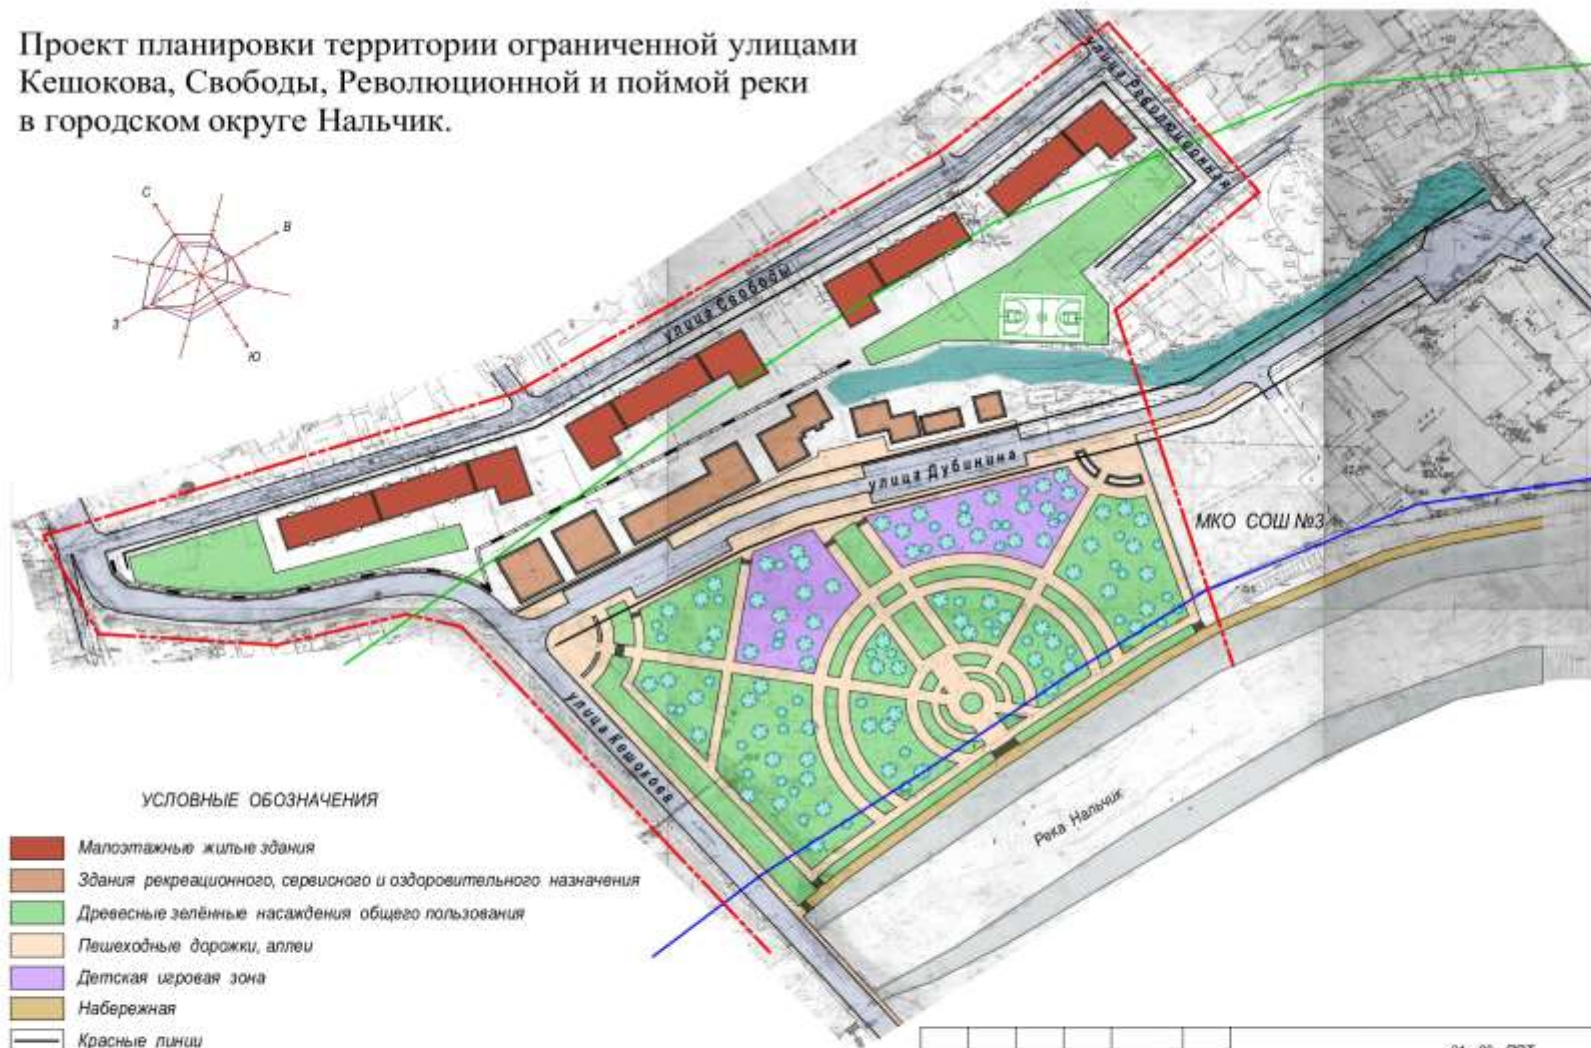 Проект планировки территории ограниченной улицами
Кешокова, Свободы, Революционной и поймой реки
в городском округе Нальчик.
С
В
З
Ю
улица Революционная
улица Свободы
улица Дубинина
МКО СОШ №3
улица Кешокова
Река Нальчик
УСЛОВНЫЕ ОБОЗНАЧЕНИЯ
Малоэтажные жилые здания
Здания рекреационного, сервисного и оздоровительного назначения
Древесные зелённые насаждения общего пользования
Пешеходные дорожки, аллеи
Детская игровая зона
Набережная
Красные линии